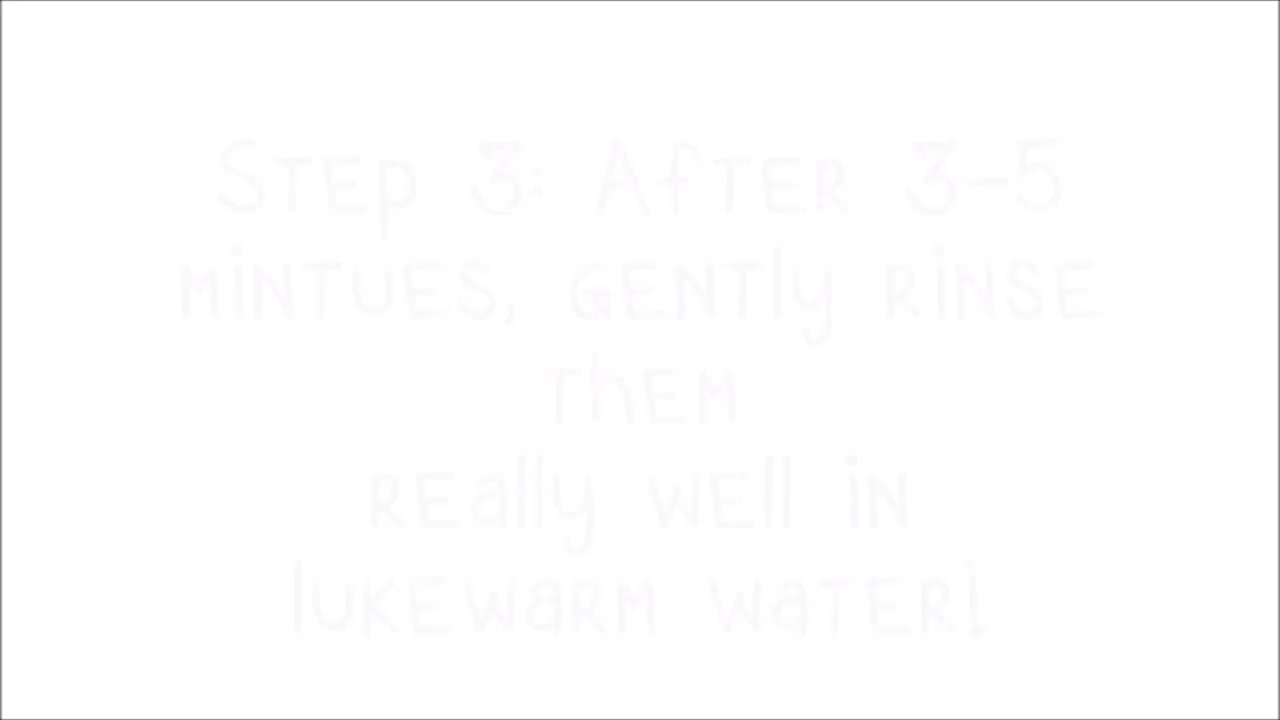 Step 3: After 3-5
mintues, gently rinse
them
really well in
lukewarm water!